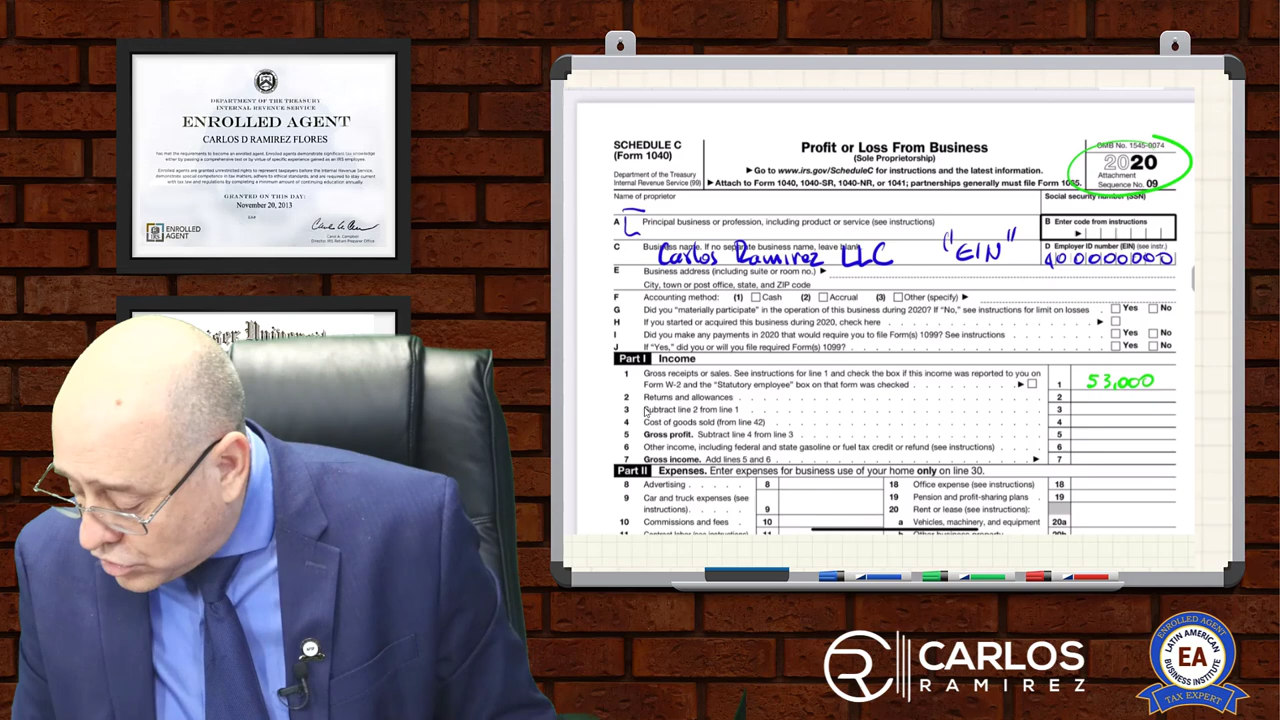 DEPARTMENT OF THE TREASURY
INTERNAL REVENUE SERVICE
ENROLLED AGENT
CARLOS D RAMIREZ FLORES
GRANTED ON THIS DAY:
November 20, 2013
ENROLLED
AGENT
SCHEDULE C
(Form 1040)
Department of the Treasury
Internal Revenue Service (99)
Profit or Loss From Business
(Sole Proprietorship)
▶ Go to www.irs.gov/ScheduleC for instructions and the latest information.
▶ Attach to Form 1040, 1040-SR, 1040-NR, or 1041; partnerships generally must file Form 1065.
OMB No. 1545-0074
2020
Attachment
Sequence No. 09
Name of proprietor
Social security number (SSN)
A Principal business or profession, including product or service (see instructions)
B Enter code from instructions
▶
C Business name. If no separate business name, leave blank.
Carlos Ramirez LLC
"EIN"
D Employer ID number (EIN) (see instr.)
E Business address (including suite or room no.) ▶
City, town or post office, state, and ZIP code
F Accounting method: (1) Cash (2) Accrual (3) Other (specify) ▶
G Did you "materially participate" in the operation of this business during 2020? If "No," see instructions for limit on losses Yes No
H If you started or acquired this business during 2020, check here ▶
I Did you make any payments in 2020 that would require you to file Form(s) 1099? See instructions Yes No
J If "Yes," did you or will you file required Form(s) 1099? Yes No
Part I Income
1 Gross receipts or sales. See instructions for line 1 and check the box if this income was reported to you on
Form W-2 and the "Statutory employee" box on that form was checked ▶ 1 53,000
2 Returns and allowances 2
3 Subtract line 2 from line 1 3
4 Cost of goods sold (from line 42) 4
5 Gross profit. Subtract line 4 from line 3 5
6 Other income, including federal and state gasoline or fuel tax credit or refund (see instructions) 6
7 Gross income. Add lines 5 and 6 ▶ 7
Part II Expenses. Enter expenses for business use of your home only on line 30.
8 Advertising 8
9 Car and truck expenses (see
instructions) 9
10 Commissions and fees 10
18 Office expense (see instructions) 18
19 Pension and profit-sharing plans 19
20 Rent or lease (see instructions):
a Vehicles, machinery, and equipment 20a
CARLOS
RAMIREZ
ENROLLED AGENT
LATIN AMERICAN
EA
BUSINESS INSTITUTE
TAX EXPERT